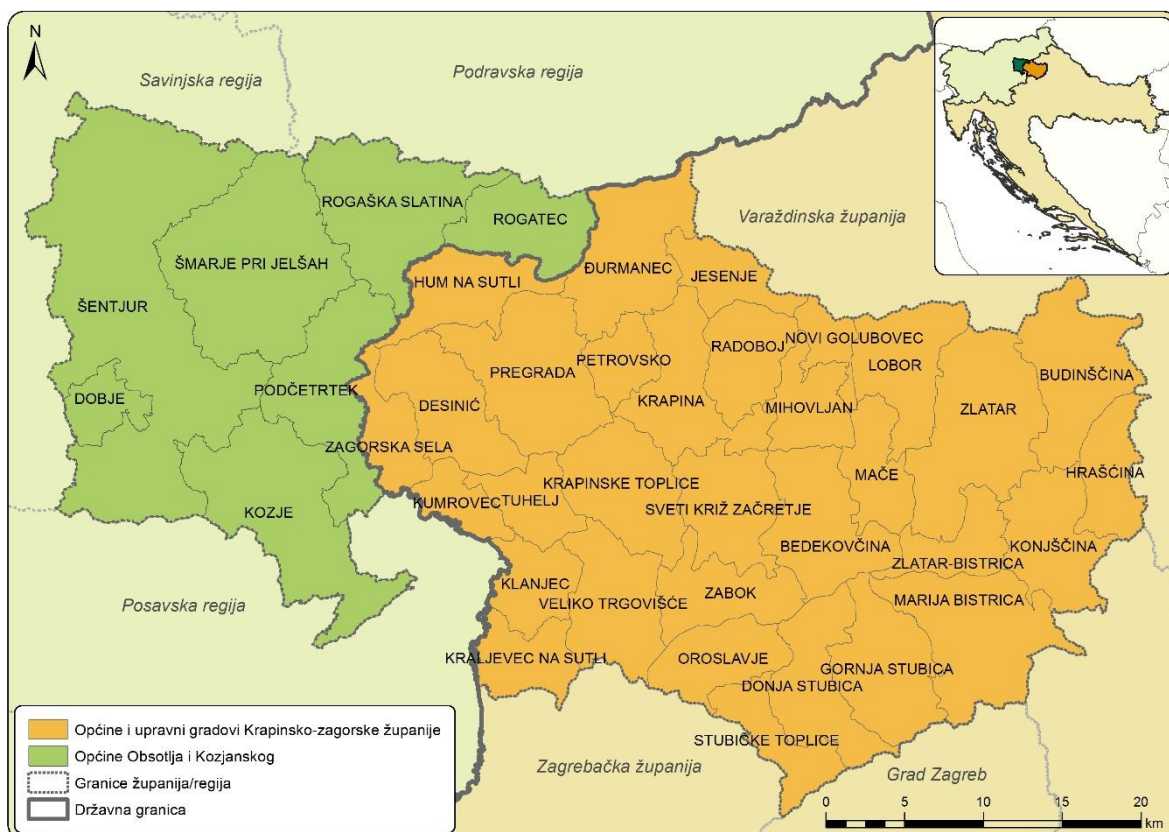 N
Savinjska regija
Podravska regija
Varaždinska županija
ROGAŠKA SLATINA
ROGATEC
ŠMARJE PRI JELŠAH
ĐURMANEC
HUM NA SUTLI
JESENJE
ŠENTJUR
NOVI GOLUBOVEC
RADOBOJ
LOBOR
PETROVSKO
PREGRADA
BUDINŠČINA
PODČETRTEK
DOBJE
DESINIĆ
KRAPINA
MIHOVLJAN
ZLATAR
ZAGORSKA SELA
MAČE
HRAŠĆINA
KRAPINSKE TOPLICE
KUMROVEC
TUHELJ
SVETI KRIŽ ZAČRETJE
KOZJE
BEDEKOVČINA
KONJŠČINA
ZLATAR-BISTRICA
KLANJEC
ZABOK
MARIJA BISTRICA
VELIKO TRGOVIŠĆE
Posavska regija
KRALJEVEC NA SUTLI
OROSLAVJE
GORNJA STUBICA
DONJA STUBICA
STUBIČKE TOPLICE
Zagrebačka županija
Grad Zagreb
Općine i upravni gradovi Krapinsko-zagorske županije
Općine Obsotlja i Kozjanskog
Granice županija/regija
Državna granica
0 5 10 15 20
km